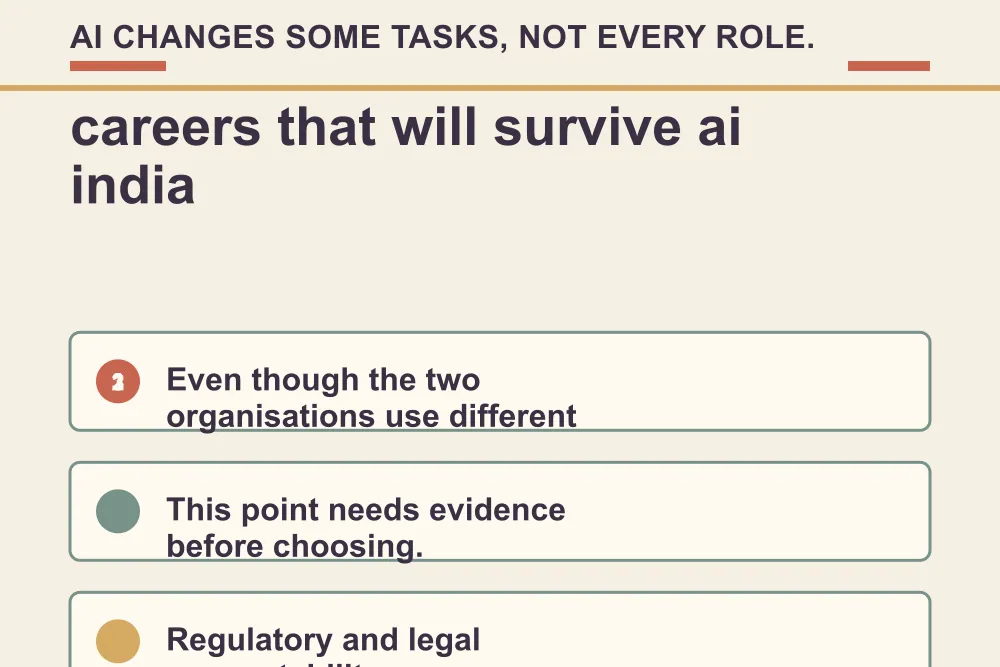 AI CHANGES SOME TASKS, NOT EVERY ROLE.
careers that will survive ai
india
Even though the two
organisations use different
This point needs evidence
before choosing.
Regulatory and legal